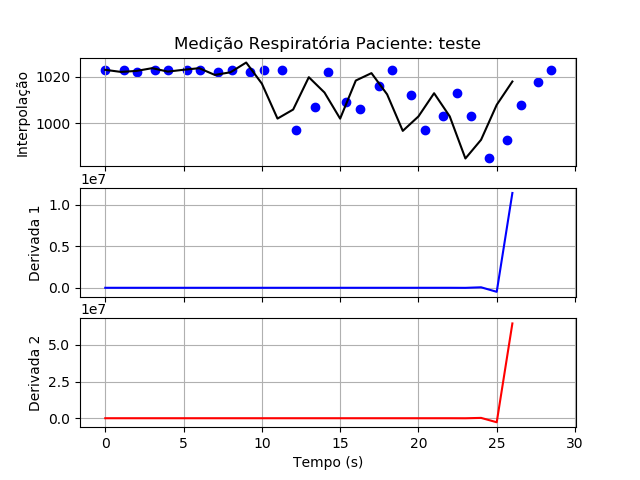 Medição Respiratória Paciente: teste
Interpolação
1020
1000
1e7
Derivada 1
1.0
0.5
0.0
1e7
Derivada 2
5.0
2.5
0.0
0 5 10 15 20 25 30
Tempo (s)